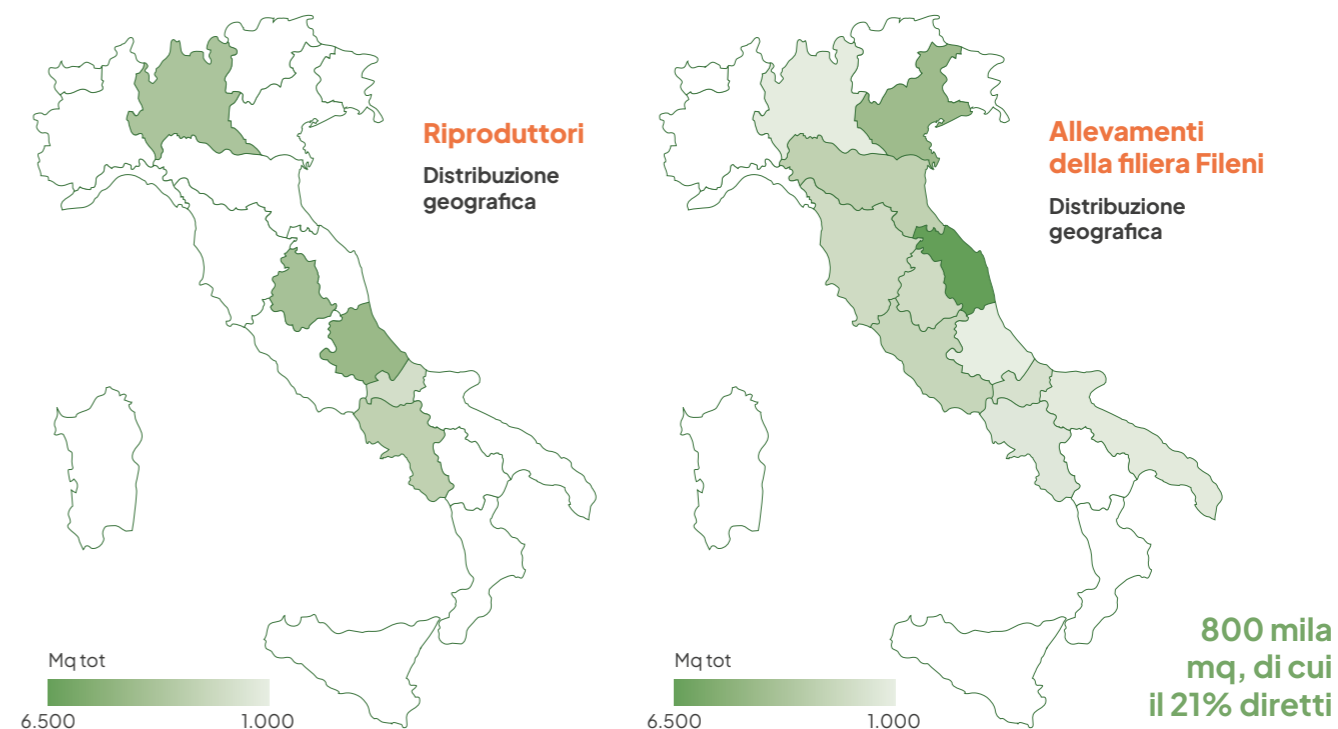 Riproduttori
Distribuzione
geografica
Mq tot
6.500 1.000
Allevamenti
della filiera Fileni
Distribuzione
geografica
Mq tot
6.500 1.000
800 mila
mq, di cui
il 21% diretti